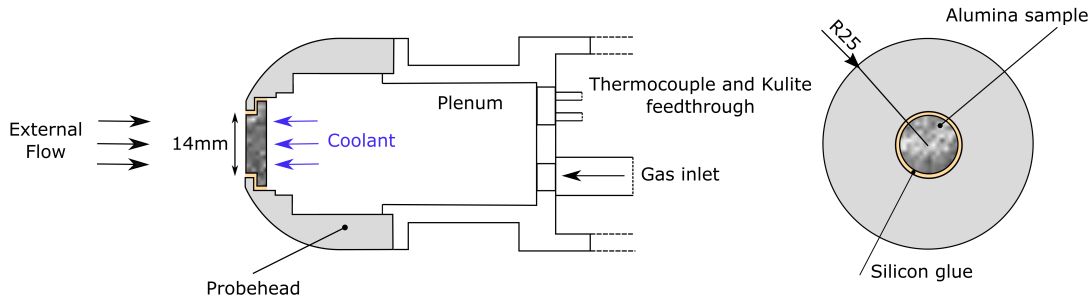 External
Flow
14mm
Coolant
Plenum
Thermocouple and Kulite
feedthrough
Gas inlet
Probehead
R25
Alumina sample
Silicon glue